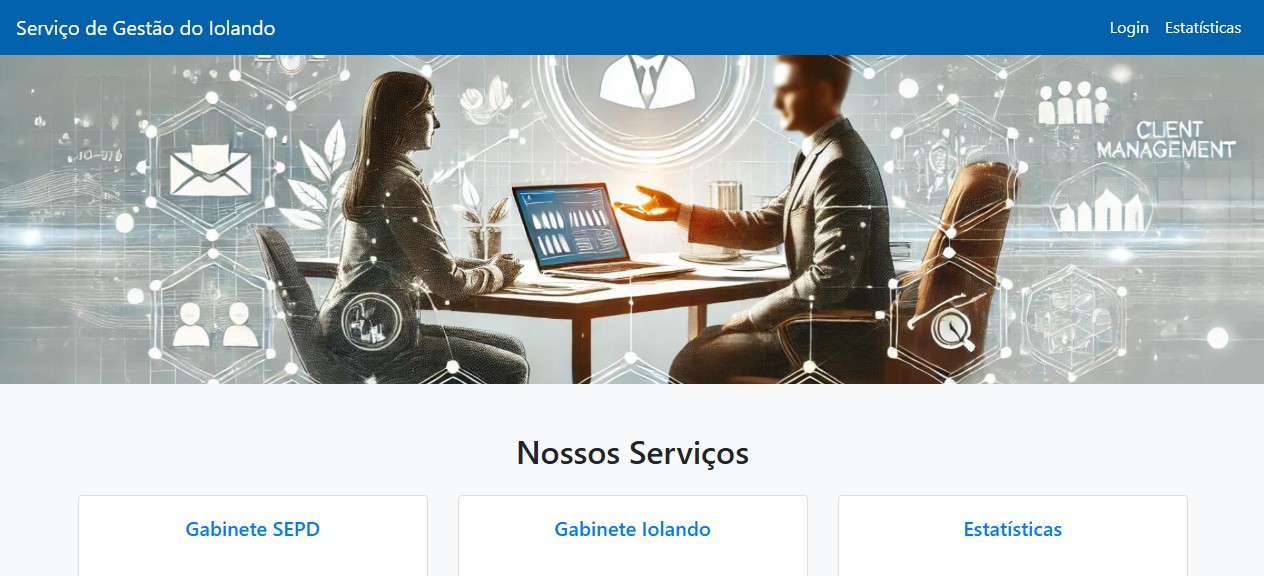 Serviço de Gestão do Iolando
Login Estatísticas
CLIENT
MANAGEMENT
Nossos Serviços
Gabinete SEPD
Gabinete Iolando
Estatísticas